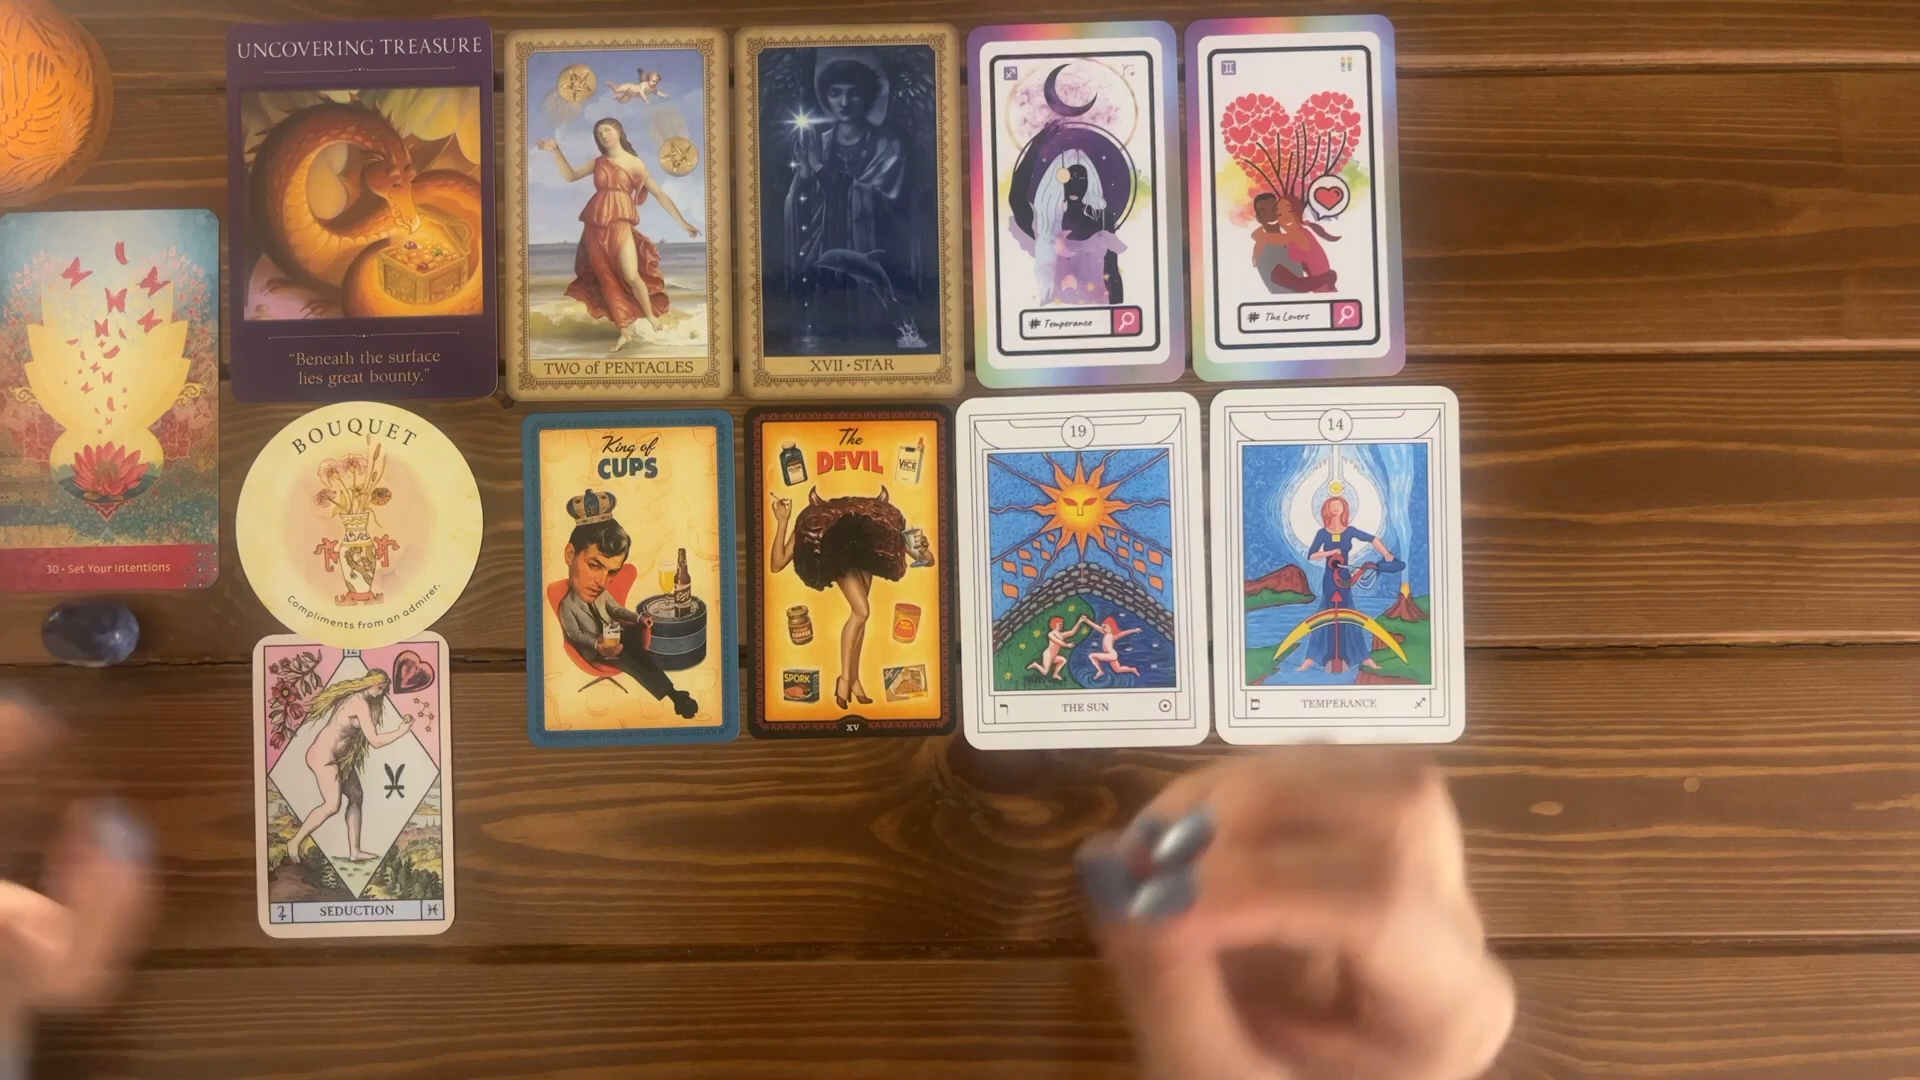 UNCOVERING TREASURE
"Beneath the surface
lies great bounty."
TWO of PENTACLES
XVII • STAR
# Temperance
# The Lovers
30 • Set Your Intentions
BOUQUET
Compliments from an admirer.
King of
CUPS
The
DEVIL
VICE
SPORK
XV
19
THE SUN
14
TEMPERANCE
12
SEDUCTION